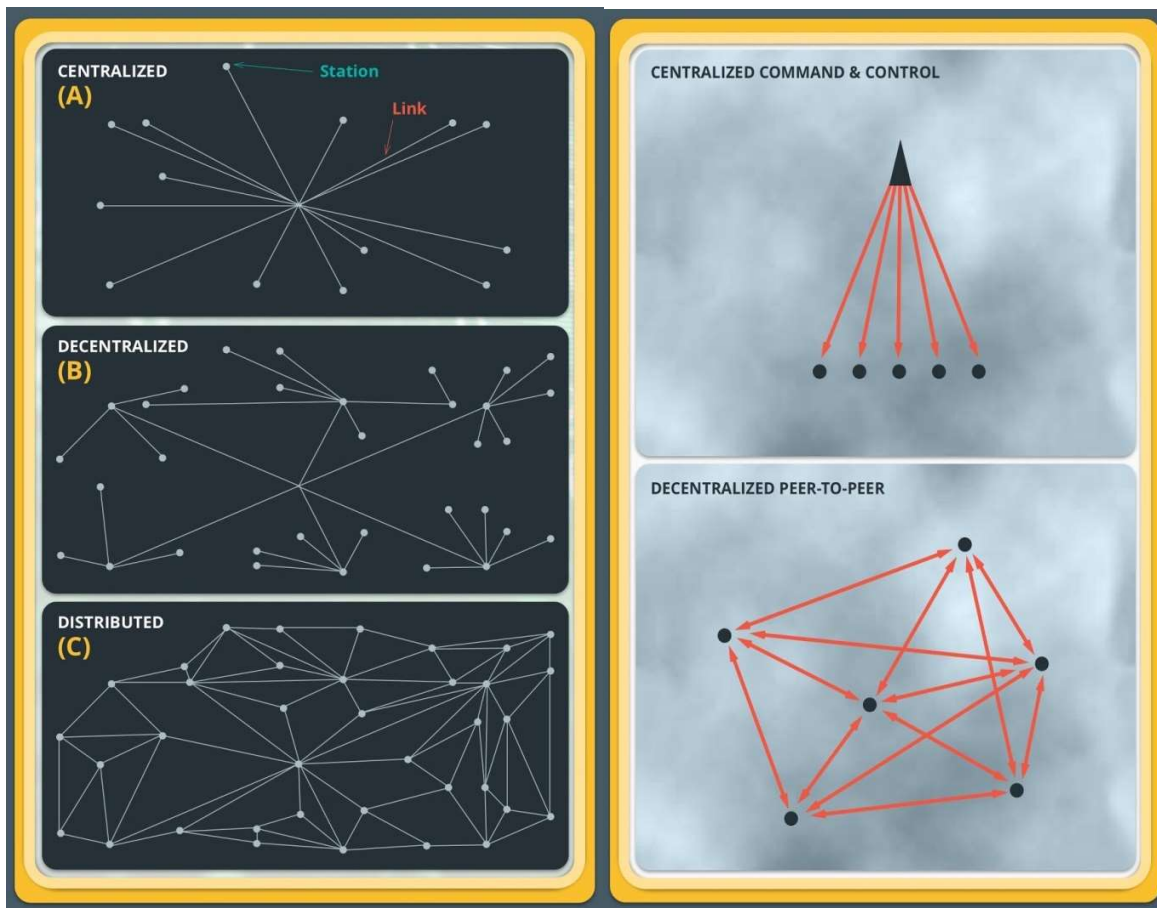 CENTRALIZED
(A)
Station
Link
DECENTRALIZED
(B)
DISTRIBUTED
(C)
CENTRALIZED COMMAND & CONTROL
DECENTRALIZED PEER-TO-PEER